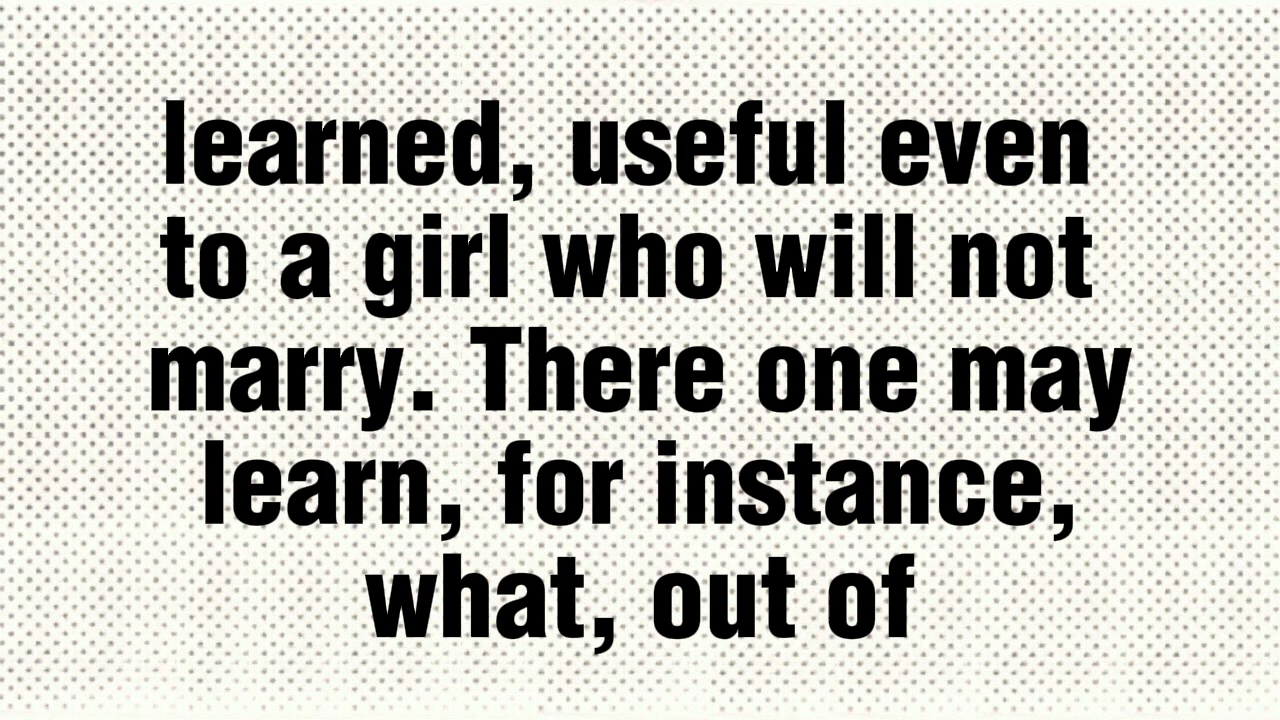 learned, useful even
to a girl who will not
marry. There one may
learn, for instance,
what, out of